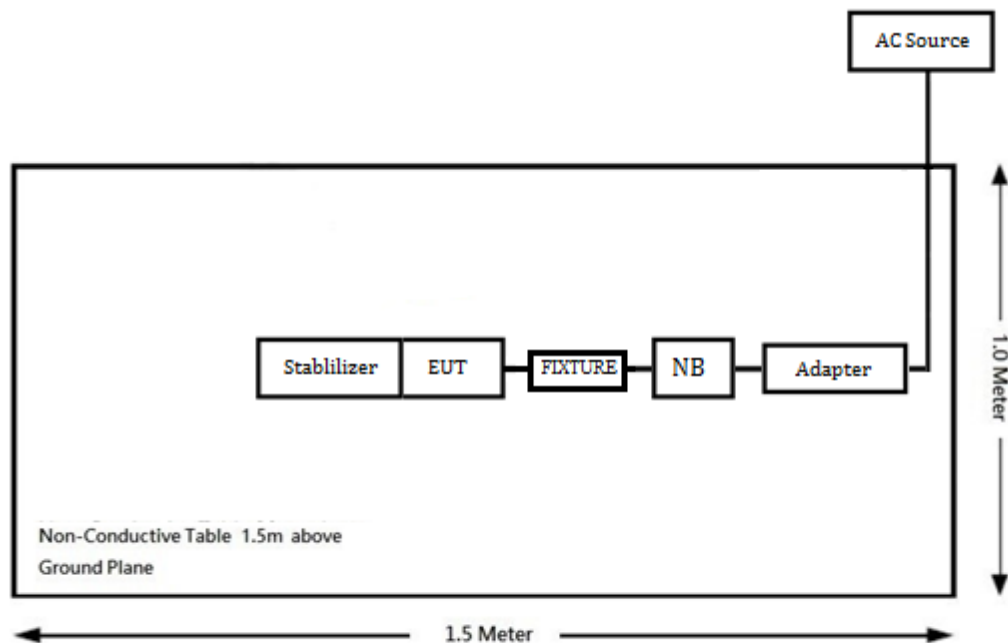 AC Source
Stablilizer
EUT
FIXTURE
NB
Adapter
1.0 Meter
Non-Conductive Table 1.5m above
Ground Plane
1.5 Meter